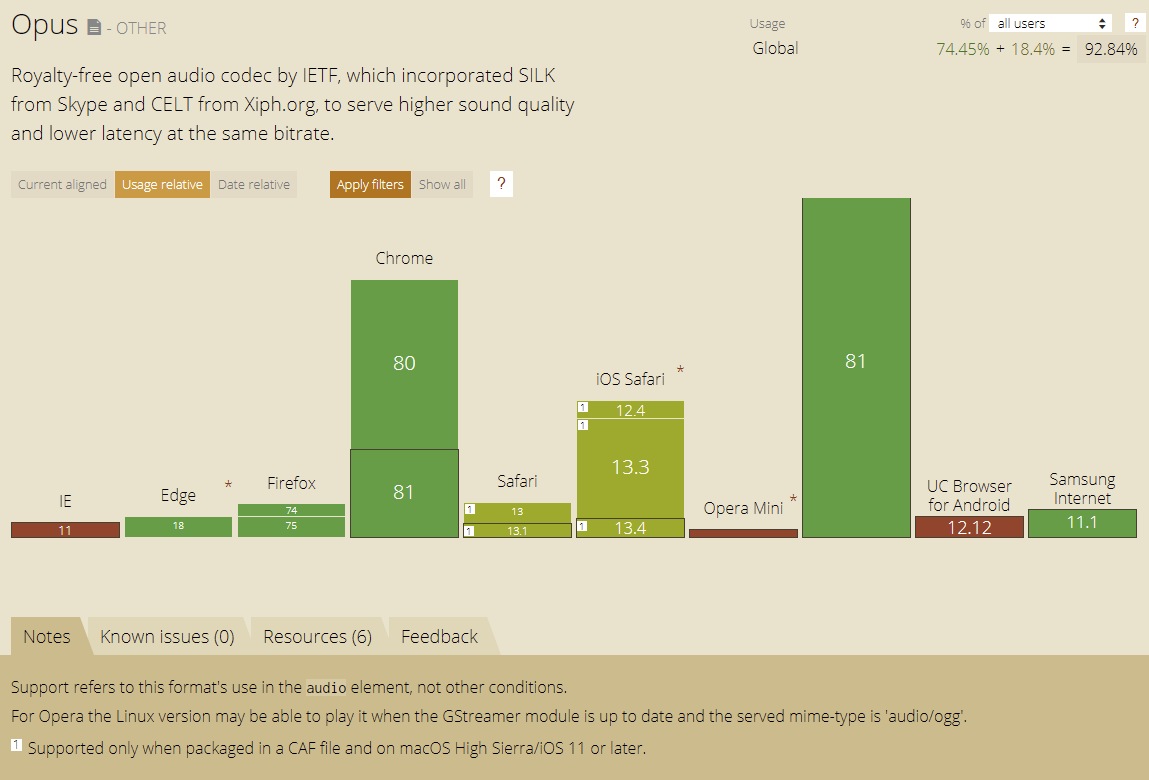 Opus - OTHER
Usage
% of all users ?
Global
74.45% + 18.4% = 92.84%
Royalty-free open audio codec by IETF, which incorporated SILK
from Skype and CELT from Xiph.org, to serve higher sound quality
and lower latency at the same bitrate.
Current aligned Usage relative Date relative Apply filters Show all ?
IE
11
Edge *
18
Firefox
74
75
Chrome
80
81
Safari
1 13
1 13.1
iOS Safari *
1 12.4
1 13.3
1 13.4
Opera Mini *
81
UC Browser
for Android
12.12
Samsung
Internet
11.1
Notes Known issues (0) Resources (6) Feedback
Support refers to this format's use in the audio element, not other conditions.
For Opera the Linux version may be able to play it when the GStreamer module is up to date and the served mime-type is 'audio/ogg'.
1 Supported only when packaged in a CAF file and on macOS High Sierra/iOS 11 or later.